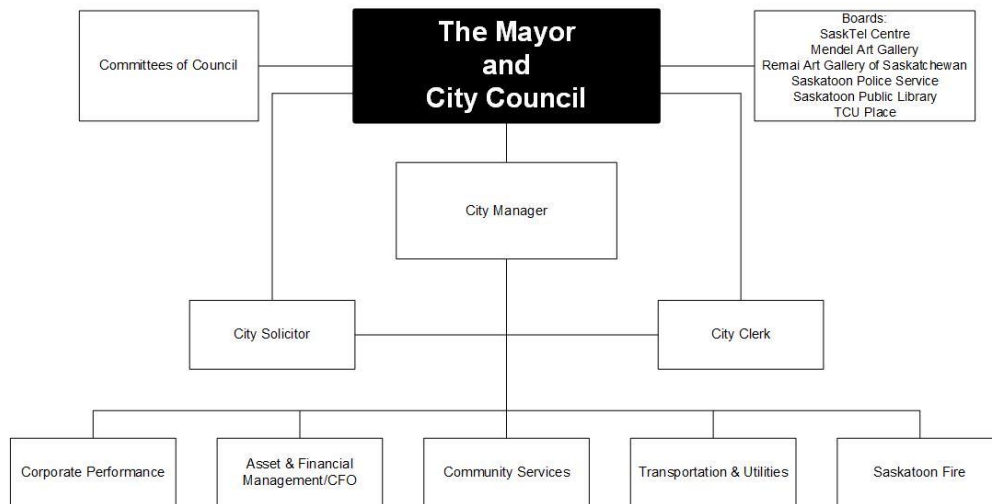 The Mayor
and
City Council
Committees of Council
Boards:
SaskTel Centre
Mendel Art Gallery
Remai Art Gallery of Saskatchewan
Saskatoon Police Service
Saskatoon Public Library
TCU Place
City Manager
City Solicitor
City Clerk
Corporate Performance
Asset & Financial
Management/CFO
Community Services
Transportation & Utilities
Saskatoon Fire